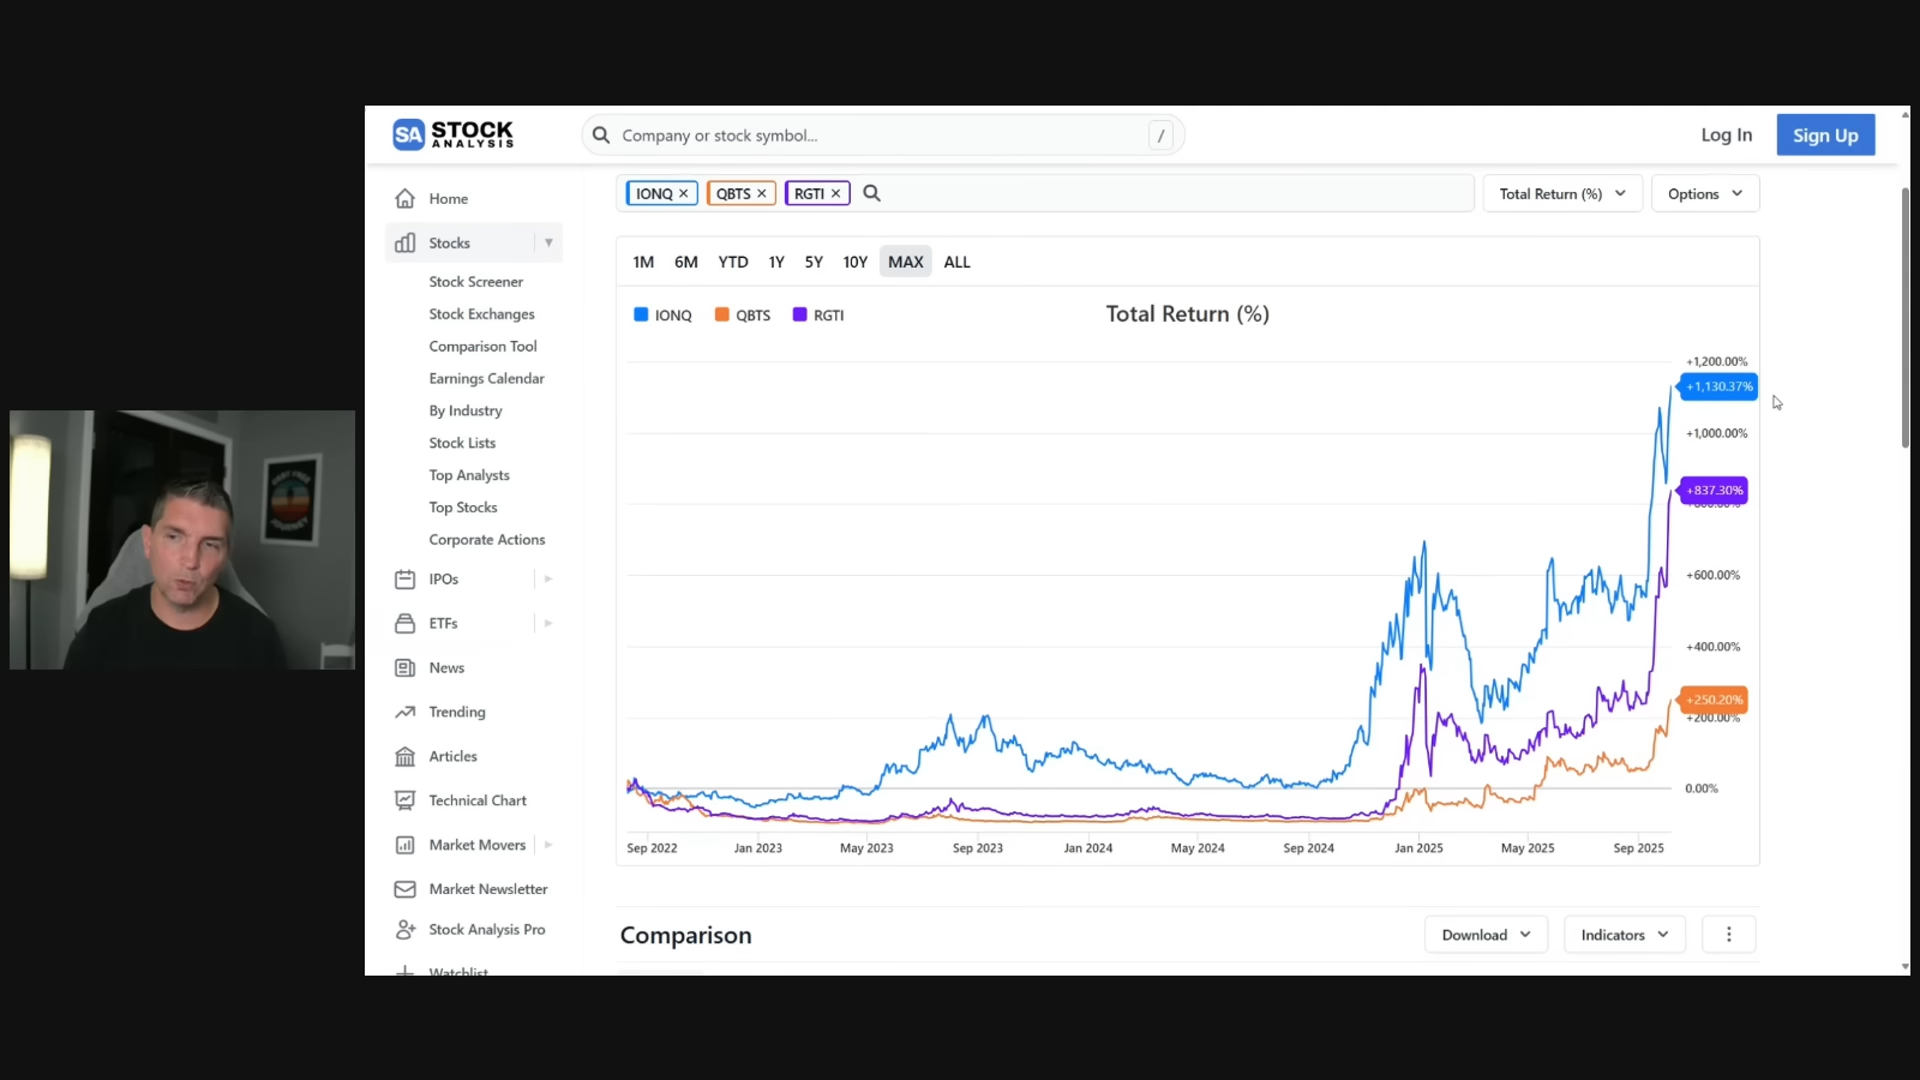 SA STOCK ANALYSIS
Company or stock symbol...
/
Log In
Sign Up
Home
Stocks
Stock Screener
Stock Exchanges
Comparison Tool
Earnings Calendar
By Industry
Stock Lists
Top Analysts
Top Stocks
Corporate Actions
IPOs
ETFs
News
Trending
Articles
Technical Chart
Market Movers
Market Newsletter
Stock Analysis Pro
Watchlist
IONQ × QBTS × RGTI ×
Total Return (%)
Options
1M 6M YTD 1Y 5Y 10Y MAX ALL
IONQ QBTS RGTI
Total Return (%)
+1,200.00%
+1,130.37%
+1,000.00%
+837.30%
+800.00%
+600.00%
+400.00%
+250.20%
+200.00%
0.00%
Sep 2022 Jan 2023 May 2023 Sep 2023 Jan 2024 May 2024 Sep 2024 Jan 2025 May 2025 Sep 2025
Comparison
Download
Indicators
JOURNEY